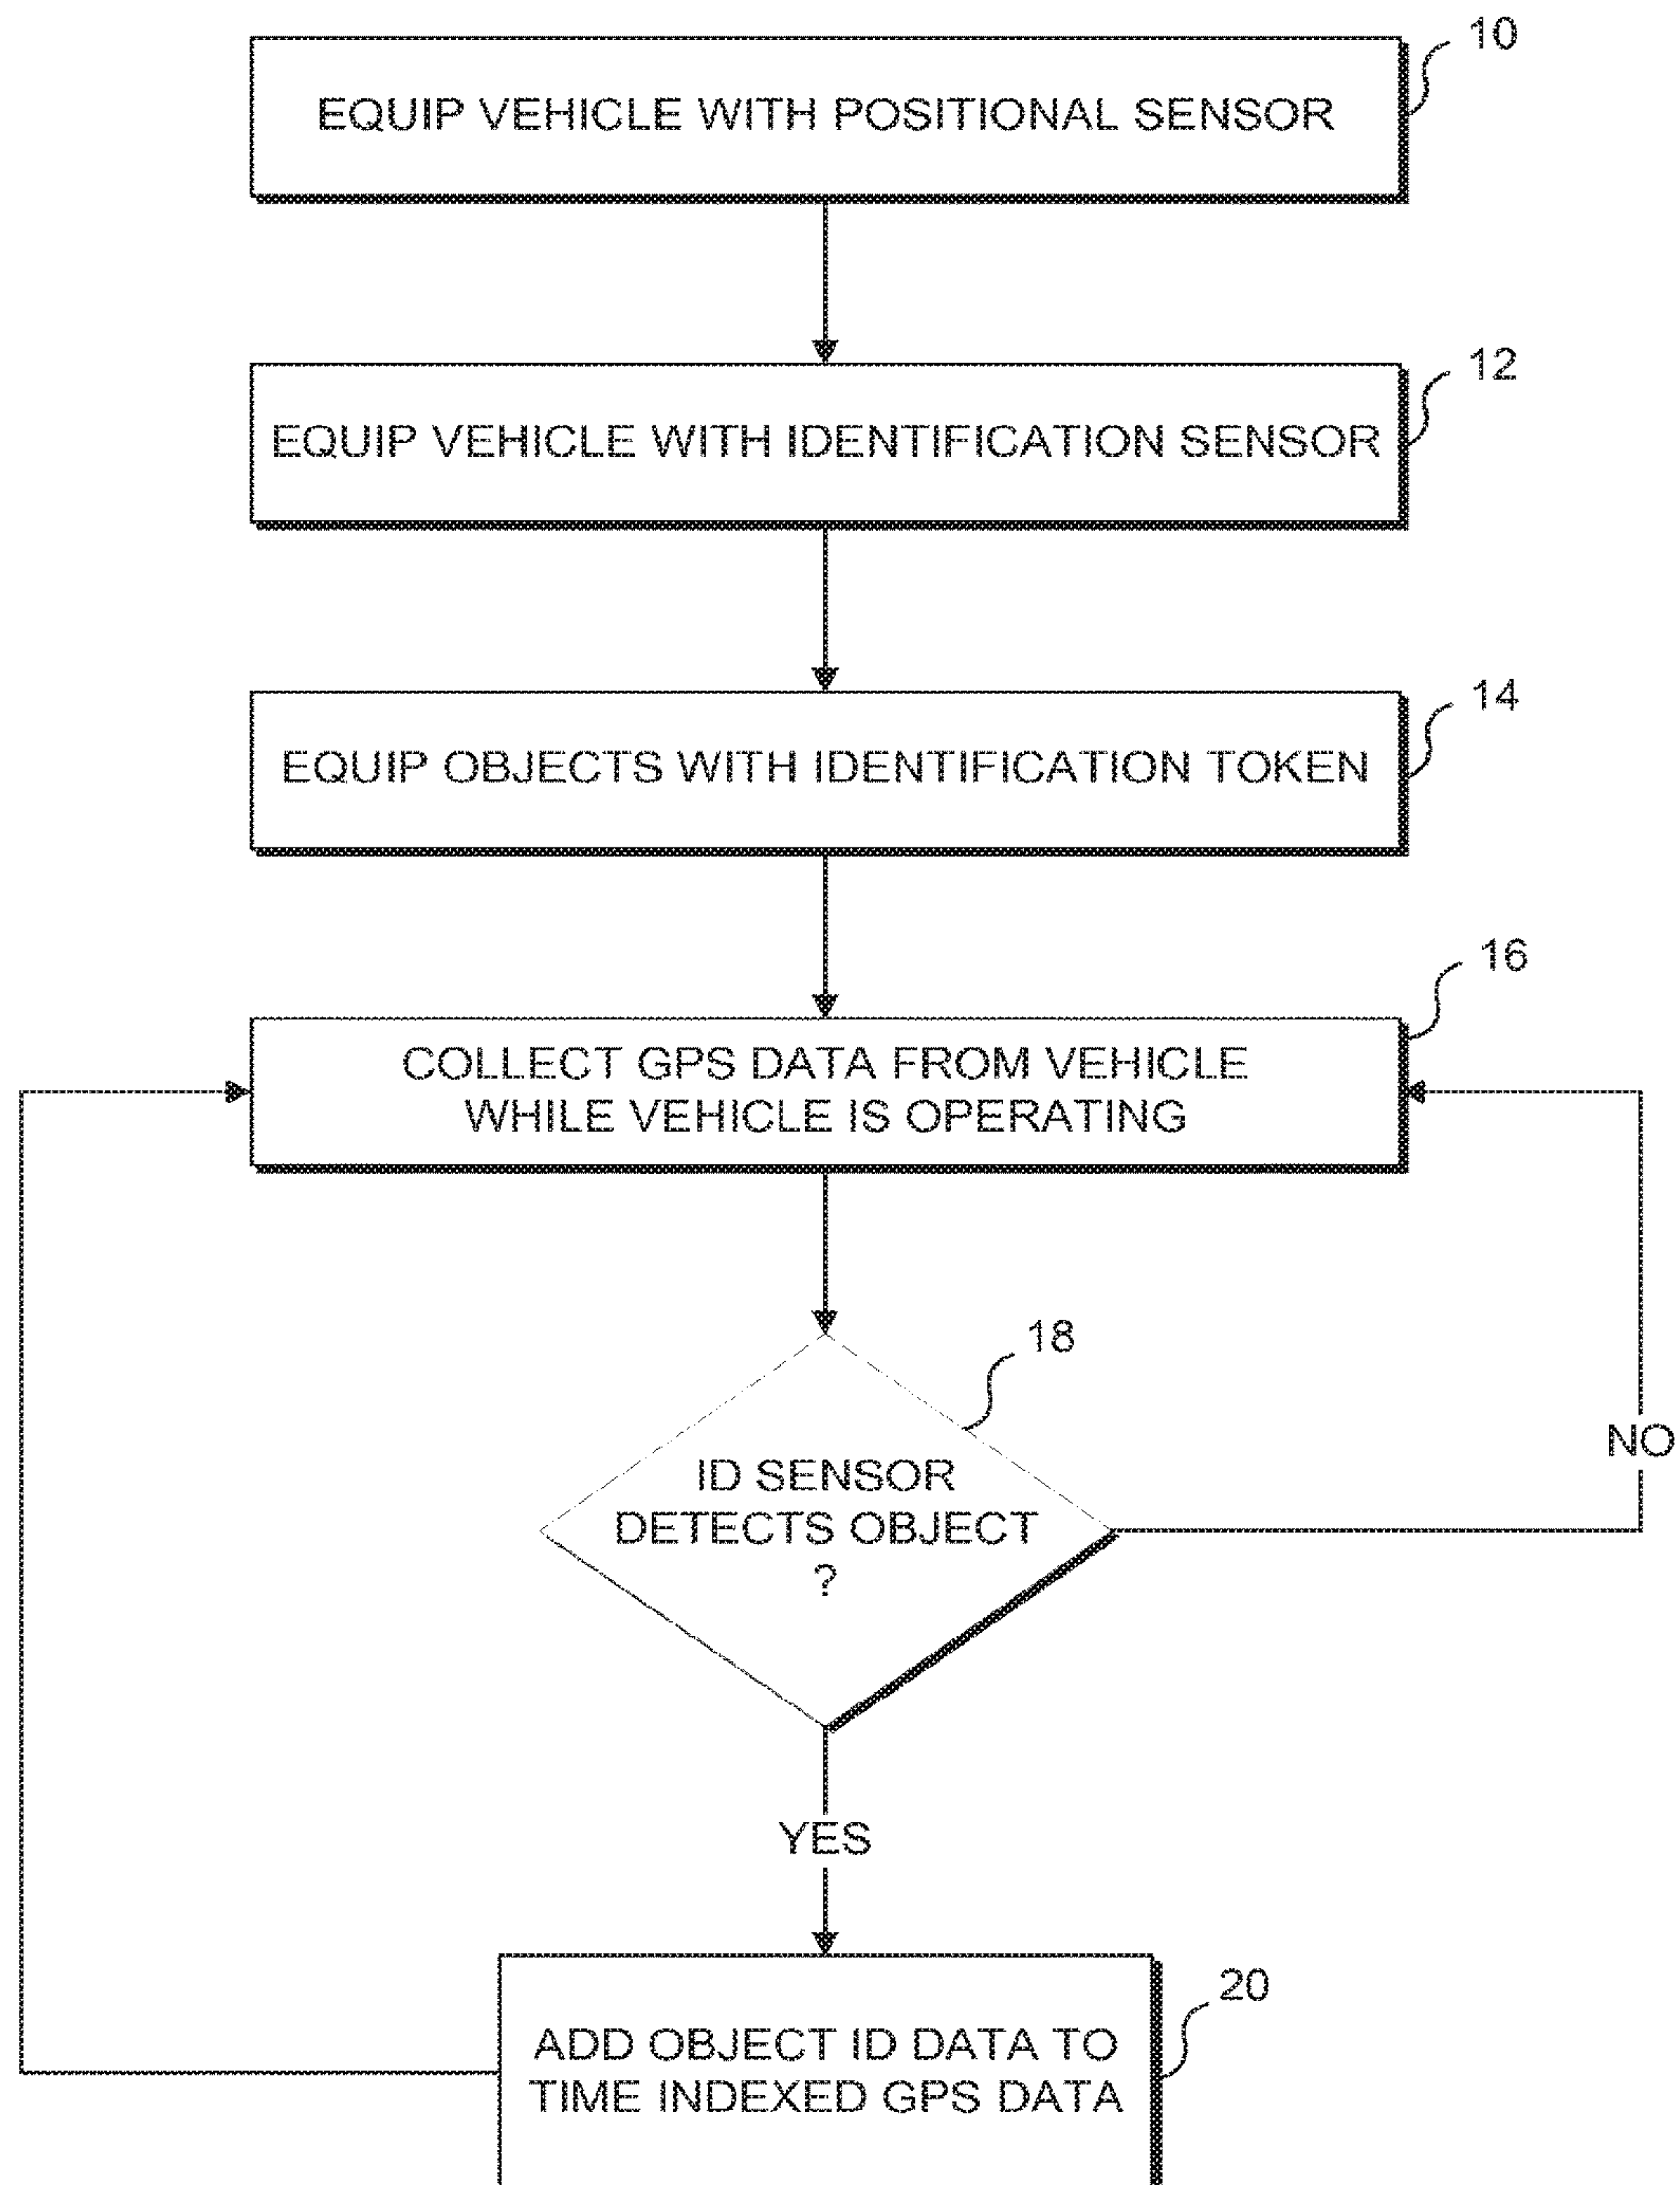 10
EQUIP VEHICLE WITH POSITIONAL SENSOR
12
EQUIP VEHICLE WITH IDENTIFICATION SENSOR
14
EQUIP OBJECTS WITH IDENTIFICATION TOKEN
16
COLLECT GPS DATA FROM VEHICLE
WHILE VEHICLE IS OPERATING
18
ID SENSOR
DETECTS OBJECT
?
NO
YES
20
ADD OBJECT ID DATA TO
TIME INDEXED GPS DATA